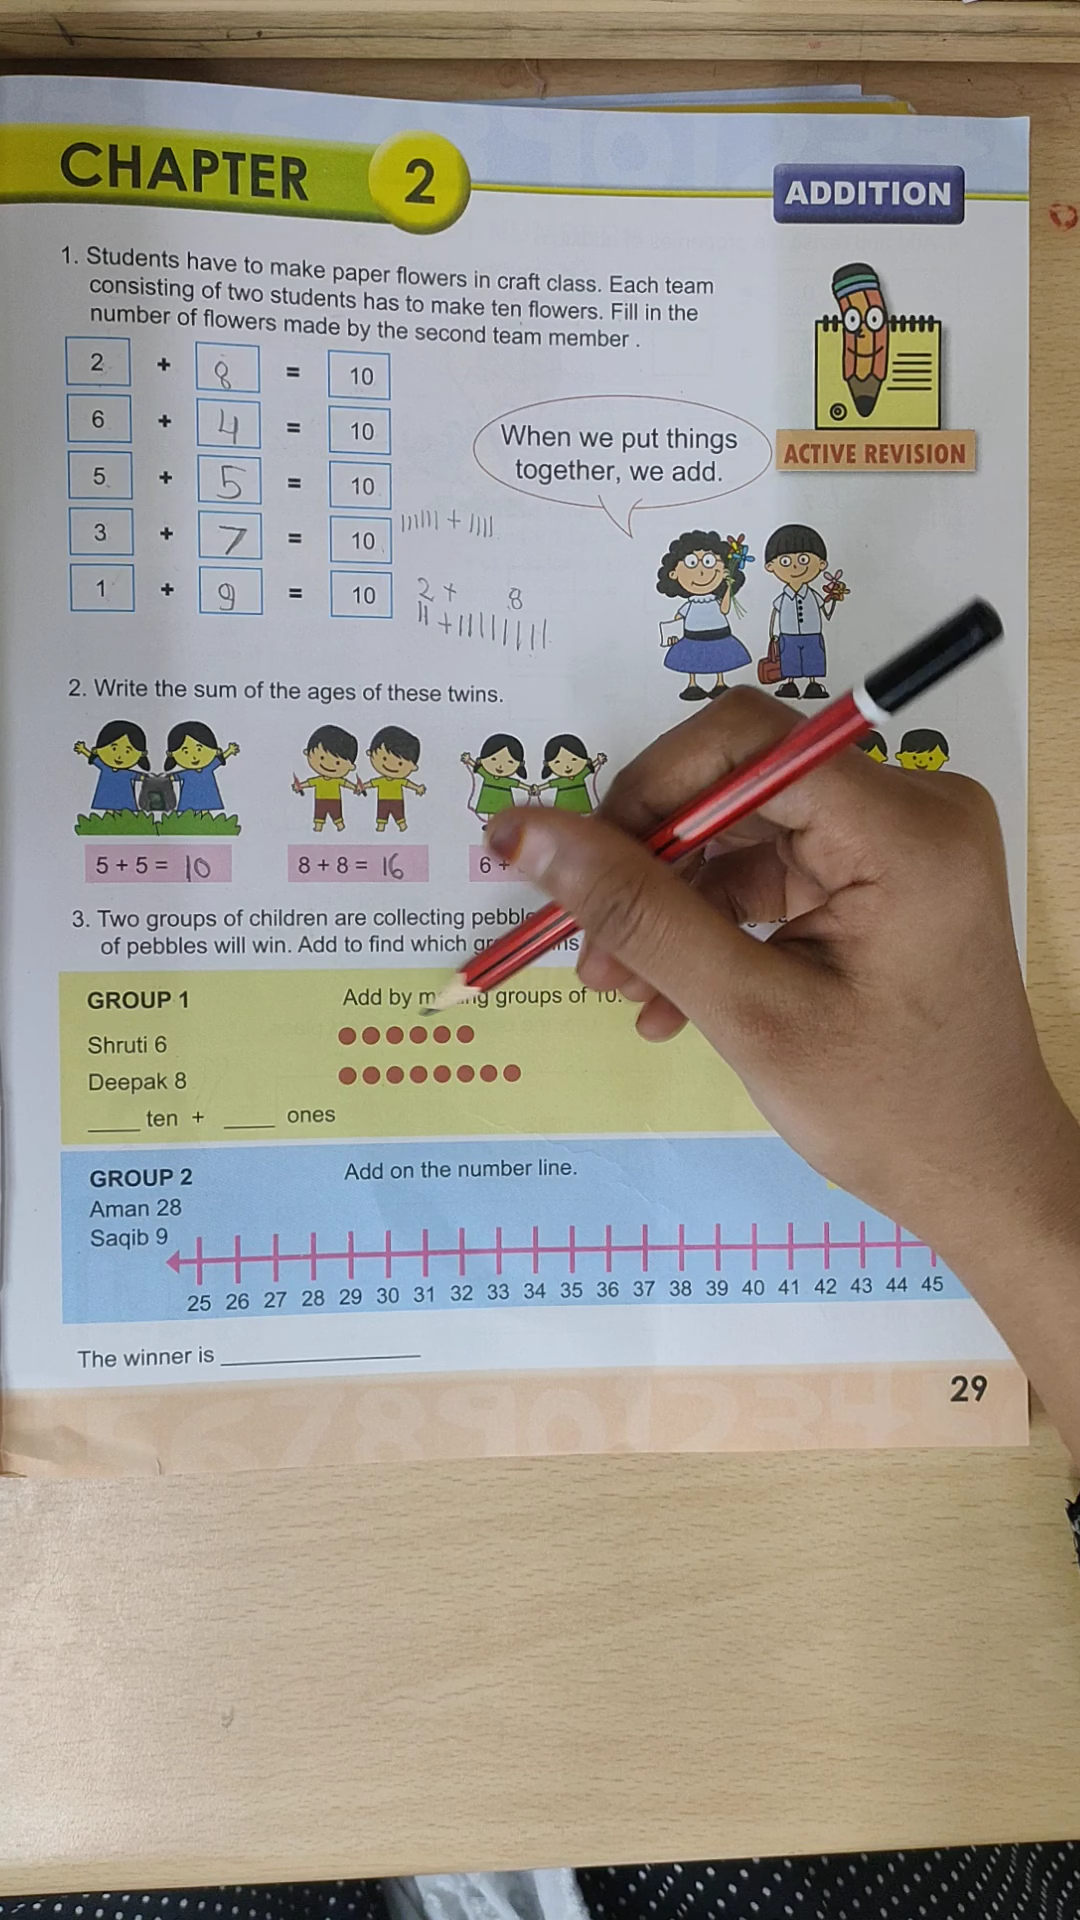 CHAPTER 2
ADDITION
1. Students have to make paper flowers in craft class. Each team
consisting of two students has to make ten flowers. Fill in the
number of flowers made by the second team member .
2 + 8 = 10
6 + 4 = 10
5 + 5 = 10
3 + 7 = 10
1 + 9 = 10
2 + 8
When we put things
together, we add.
ACTIVE REVISION
2. Write the sum of the ages of these twins.
5 + 5 = 10
8 + 8 = 16
6 +
3. Two groups of children are collecting
of pebbles will win. Add to find which
GROUP 1
Add by groups of 10.
Shruti 6
Deepak 8
____ ten + ____ ones
GROUP 2
Add on the number line.
Aman 28
Saqib 9
25 26 27 28 29 30 31 32 33 34 35 36 37 38 39 40 41 42 43 44 45
The winner is ____________
29